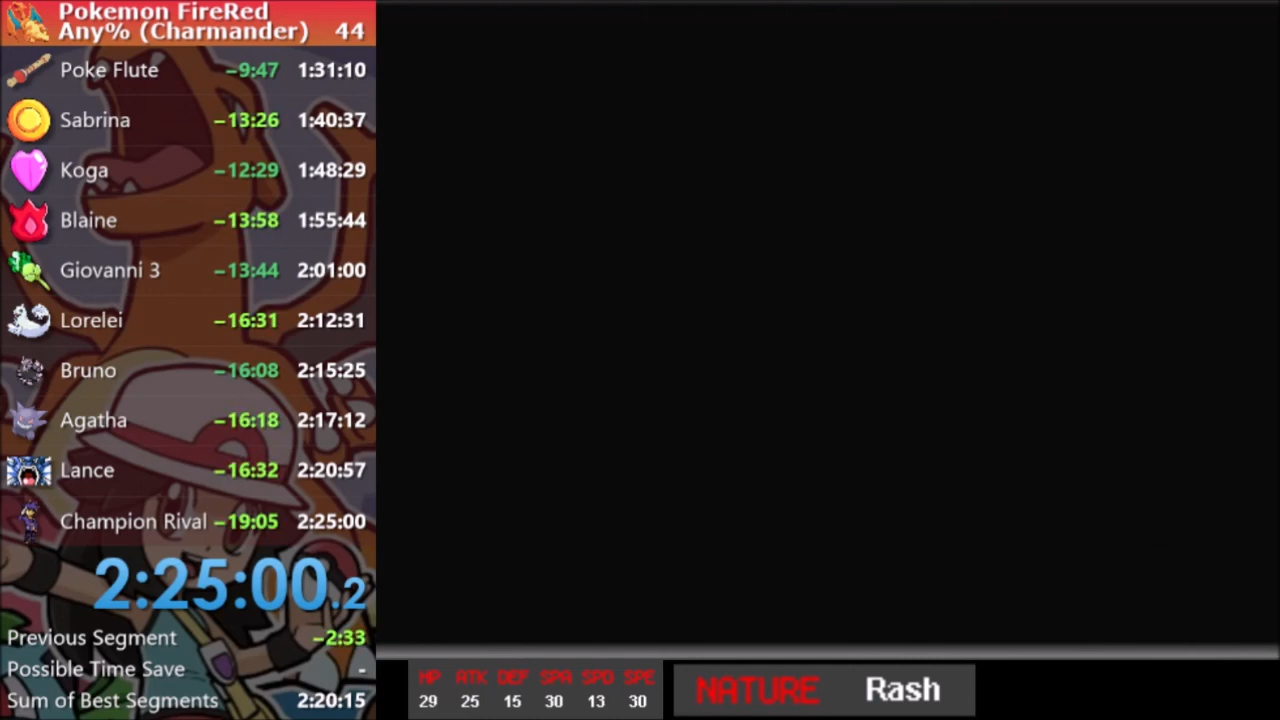 Pokemon FireRed
Any% (Charmander) 44
Poke Flute −9:47 1:31:10
Sabrina −13:26 1:40:37
Koga −12:29 1:48:29
Blaine −13:58 1:55:44
Giovanni 3 −13:44 2:01:00
Lorelei −16:31 2:12:31
Bruno −16:08 2:15:25
Agatha −16:18 2:17:12
Lance −16:32 2:20:57
Champion Rival −19:05 2:25:00
2:25:00.2
Previous Segment −2:33
Possible Time Save -
Sum of Best Segments 2:20:15
HP ATK DEF SPA SPD SPE
29 25 15 30 13 30
NATURE Rash